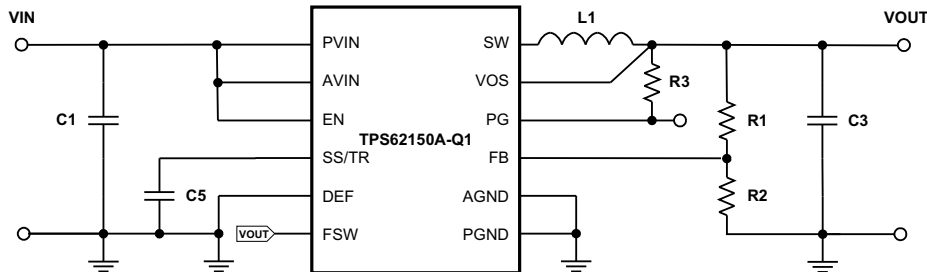 VIN
L1
VOUT
PVIN
SW
AVIN
VOS
R3
C1
EN
PG
R1
C3
TPS62150A-Q1
SS/TR
FB
C5
DEF
AGND
R2
VOUT
FSW
PGND